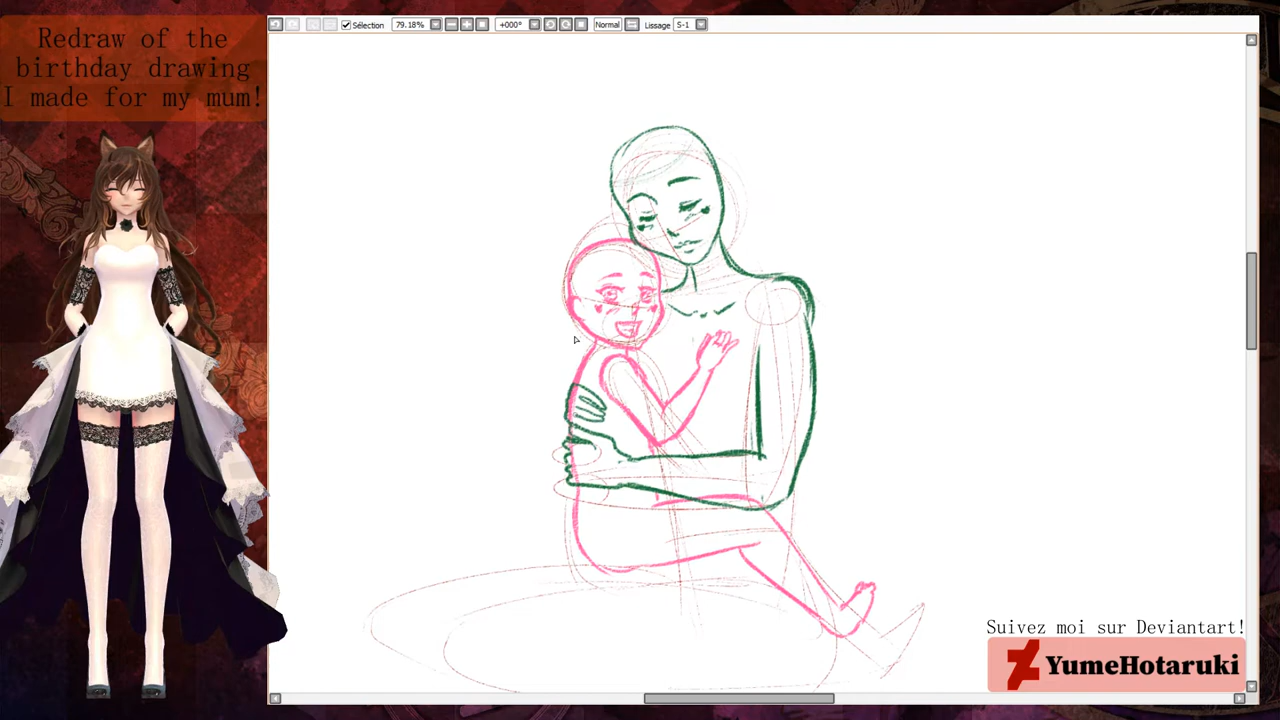 Sélection 79.18% +000° Normal Lissage S-1
Redraw of the
birthday drawing
I made for my mum!
Suivez moi sur Deviantart!
YumeHotaruki